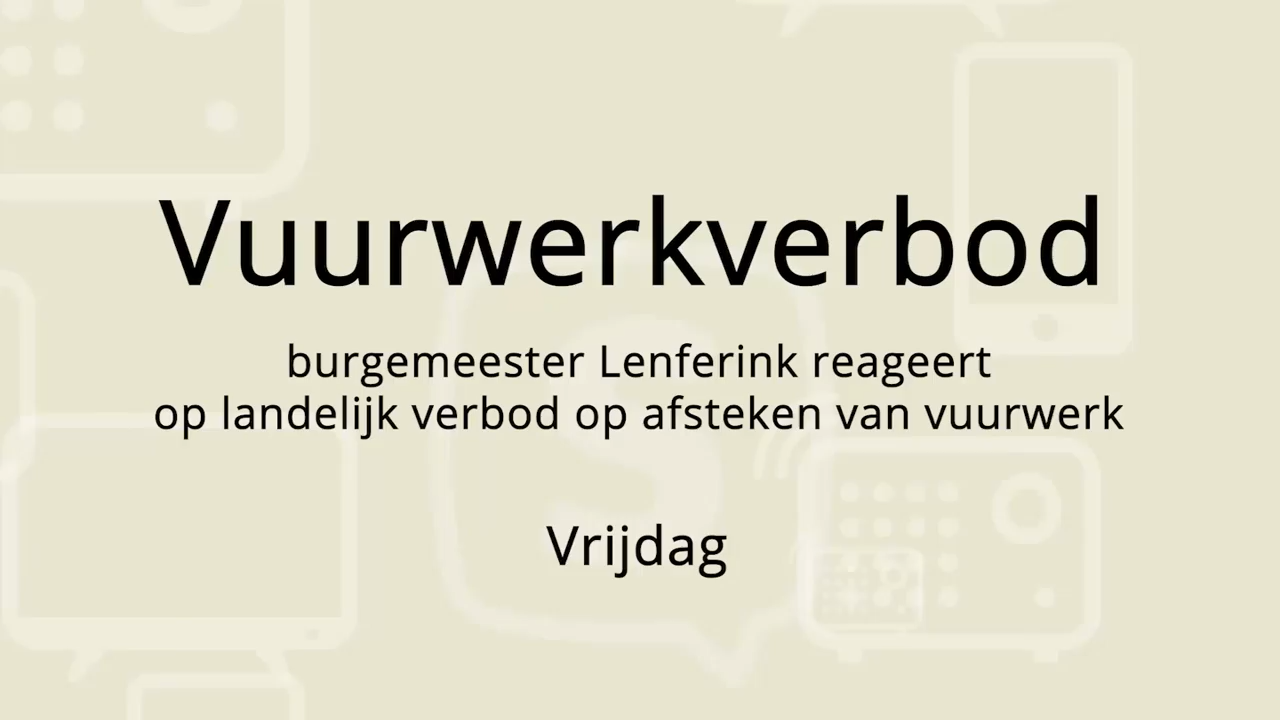 Vuurwerkverbod
burgemeester Lenferink reageert
op landelijk verbod op afsteken van vuurwerk
Vrijdag